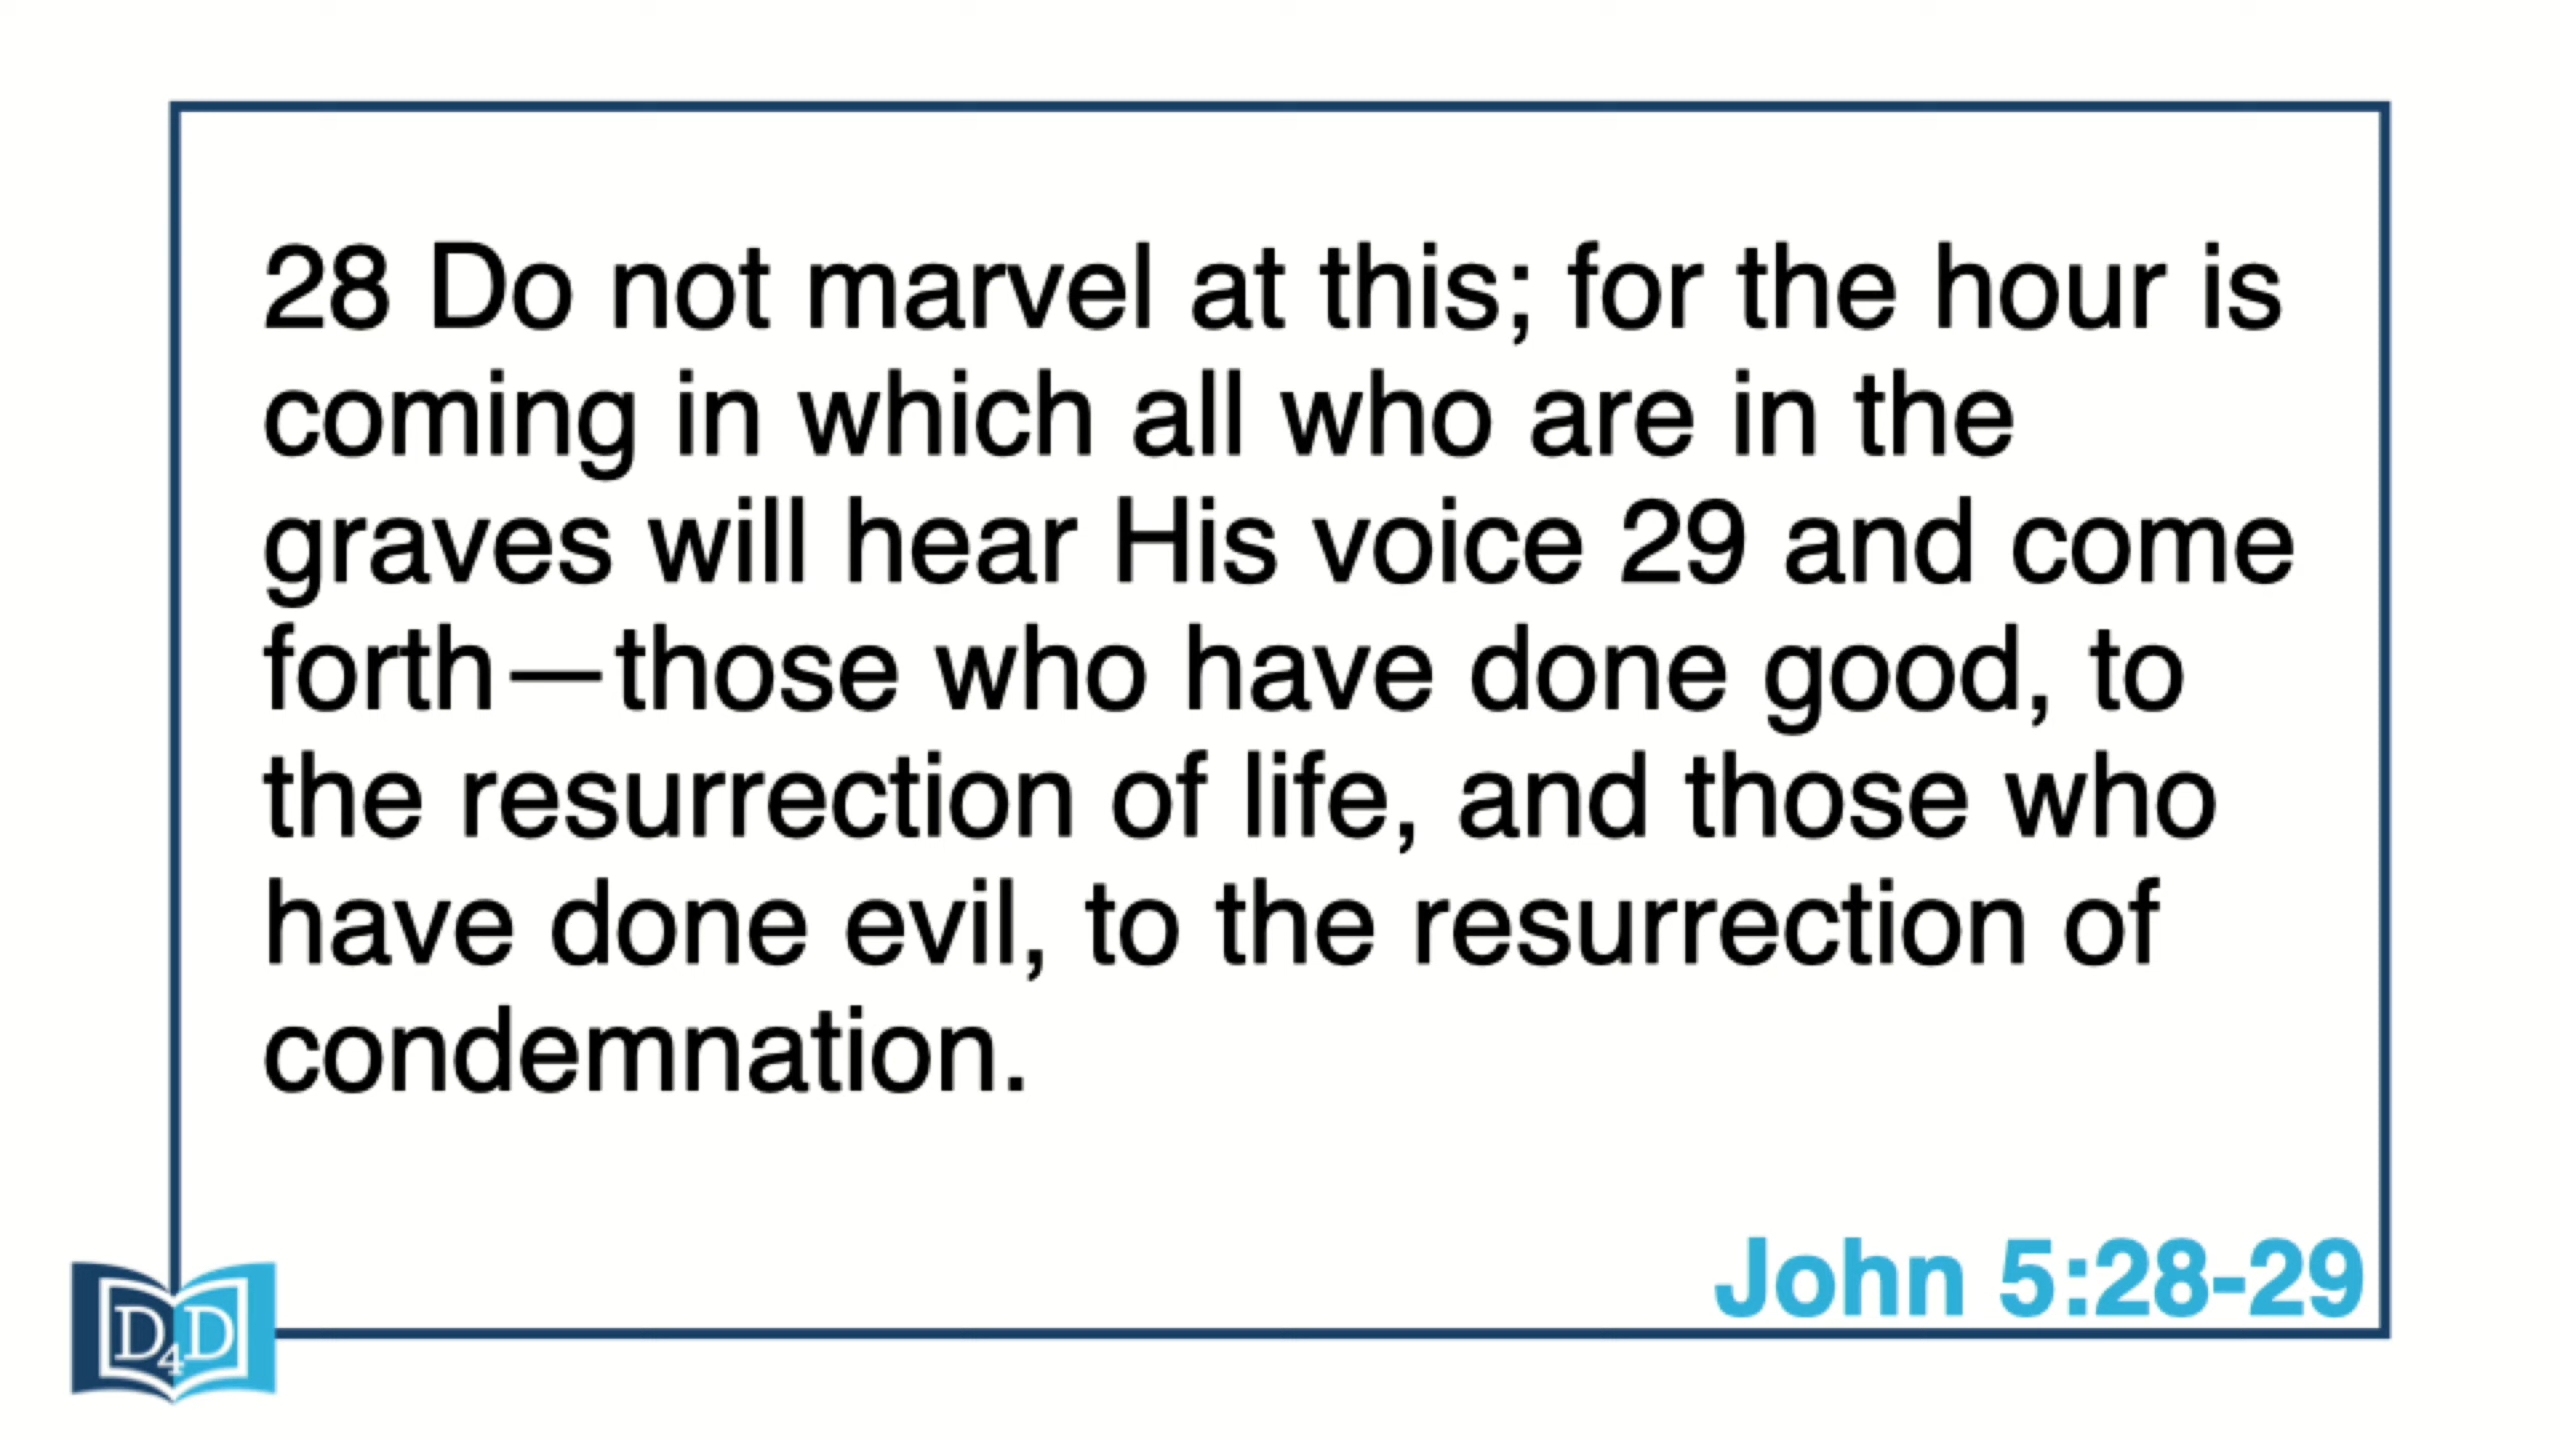 28 Do not marvel at this; for the hour is
coming in which all who are in the
graves will hear His voice 29 and come
forth—those who have done good, to
the resurrection of life, and those who
have done evil, to the resurrection of
condemnation.
John 5:28-29
D4D